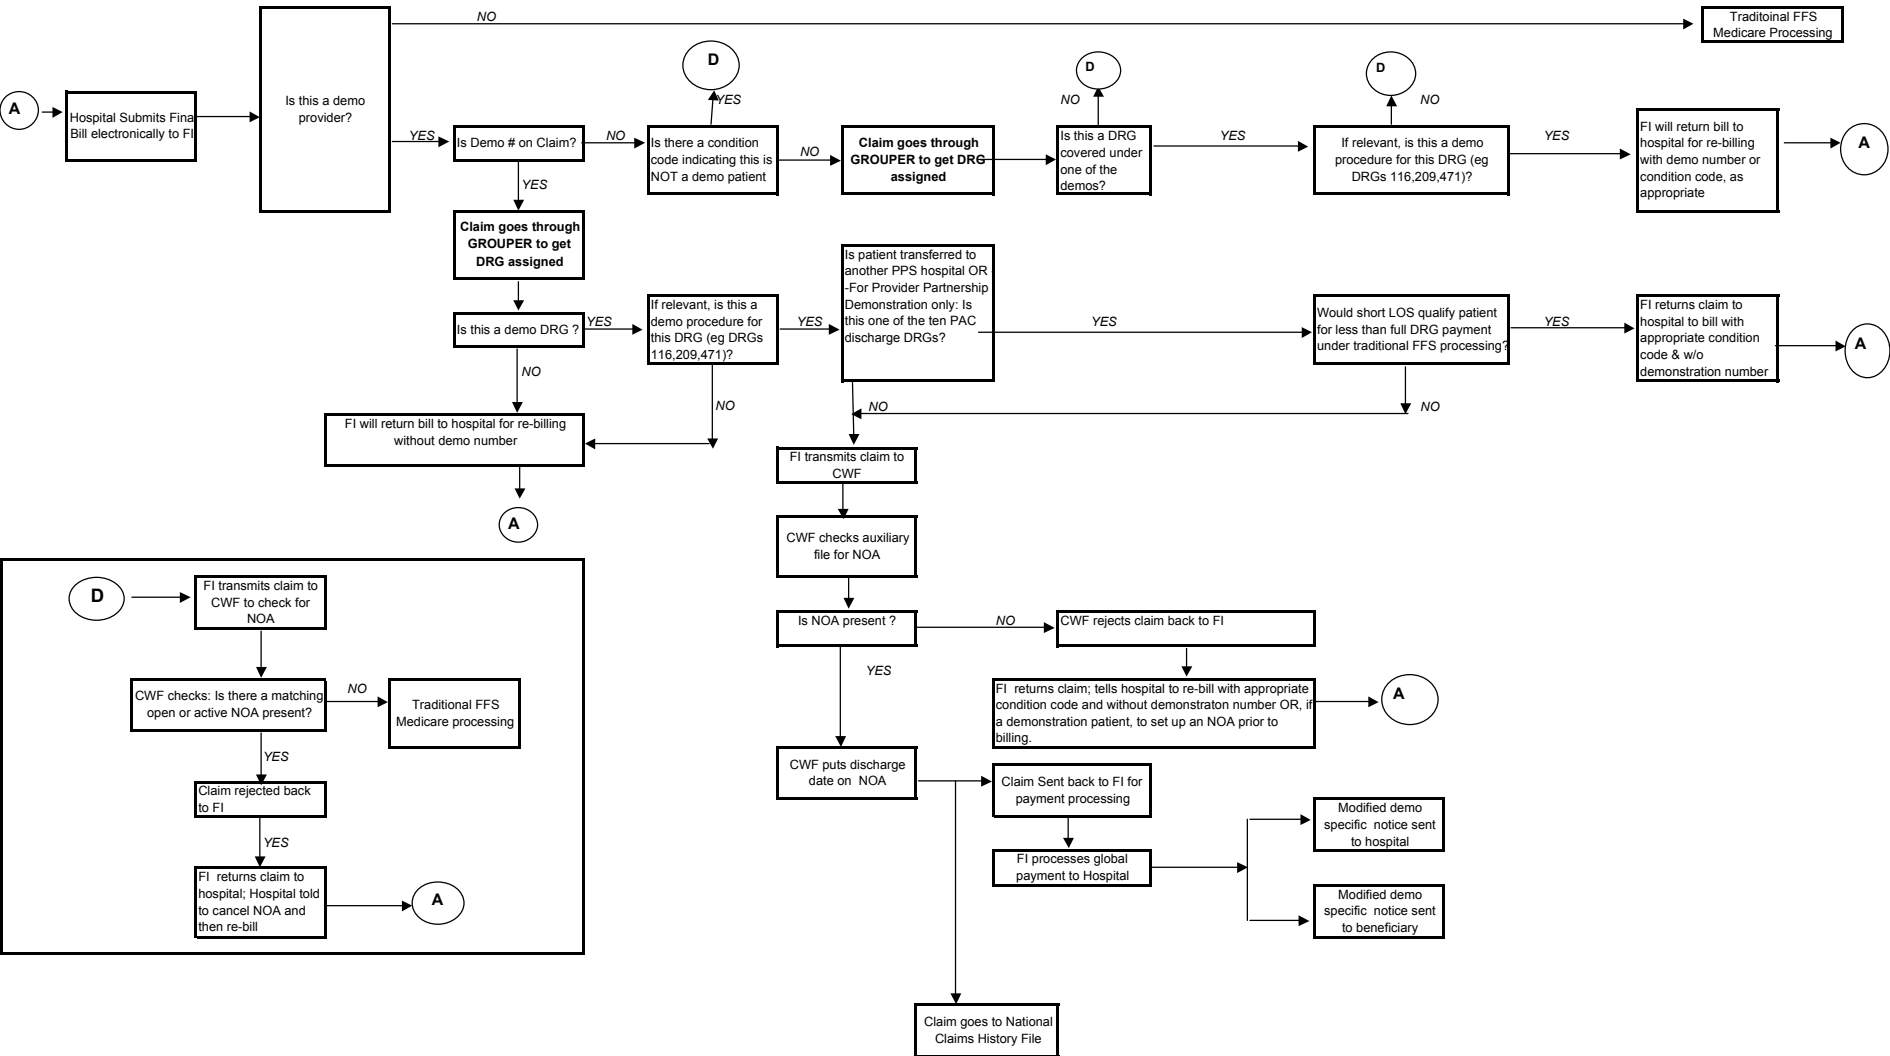 NO
Traditoinal FFS
Medicare Processing
D
D
D
A
Hospital Submits Fina
Bill electronically to FI
Is this a demo
provider?
YES
NO
NO
YES
Is Demo # on Claim?
NO
Is there a condition
code indicating this is
NOT a demo patient
NO
Claim goes through
GROUPER to get DRG
assigned
Is this a DRG
covered under
one of the
demos?
YES
If relevant, is this a demo
procedure for this DRG (eg
DRGs 116,209,471)?
YES
FI will return bill to
hospital for re-billing
with demo number or
condition code, as
appropriate
A
YES
Claim goes through
GROUPER to get
DRG assigned
Is this a demo DRG ?
YES
If relevant, is this a
demo procedure for
this DRG (eg DRGs
116,209,471)?
YES
Is patient transferred to
another PPS hospital OR
-For Provider Partnership
Demonstration only: Is
this one of the ten PAC
discharge DRGs?
YES
Would short LOS qualify patient
for less than full DRG payment
under traditional FFS processing?
YES
FI returns claim to
hospital to bill with
appropriate condition
code & w/o
demonstration number
A
NO
NO
NO
NO
FI will return bill to hospital for re-billing
without demo number
A
FI transmits claim to
CWF
CWF checks auxiliary
file for NOA
Is NOA present ?
NO
CWF rejects claim back to FI
YES
FI returns claim; tells hospital to re-bill with appropriate
condition code and without demonstraton number OR, if
a demonstration patient, to set up an NOA prior to
billing.
A
CWF puts discharge
date on NOA
Claim Sent back to FI for
payment processing
FI processes global
payment to Hospital
Modified demo
specific notice sent
to hospital
Modified demo
specific notice sent
to beneficiary
Claim goes to National
Claims History File
D
FI transmits claim to
CWF to check for
NOA
CWF checks: Is there a matching
open or active NOA present?
NO
Traditional FFS
Medicare processing
YES
Claim rejected back
to FI
YES
FI returns claim to
hospital; Hospital told
to cancel NOA and
then re-bill
A